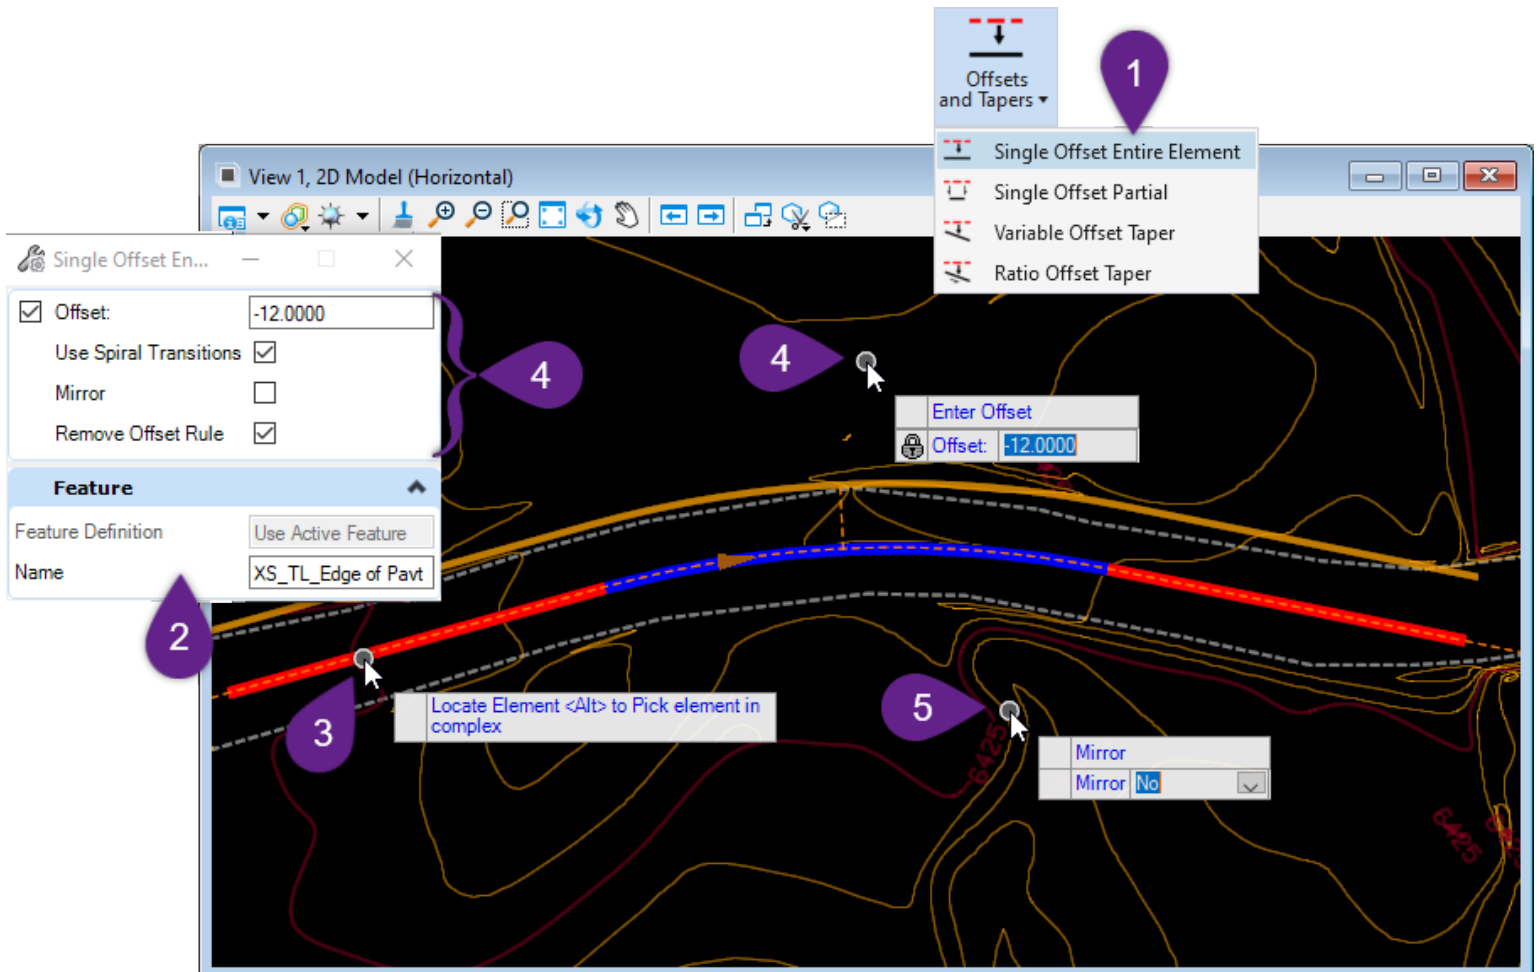 Offsets
and Tapers
1
Single Offset Entire Element
Single Offset Partial
Variable Offset Taper
Ratio Offset Taper
View 1, 2D Model (Horizontal)
Single Offset En...
Offset:
-12.0000
Use Spiral Transitions
Mirror
Remove Offset Rule
4
Feature
Feature Definition
Use Active Feature
Name
XS_TL_Edge of Pavt
2
4
Enter Offset
Offset:
-12.0000
3
Locate Element <Alt> to Pick element in
complex
5
Mirror
Mirror
No
6425
6425